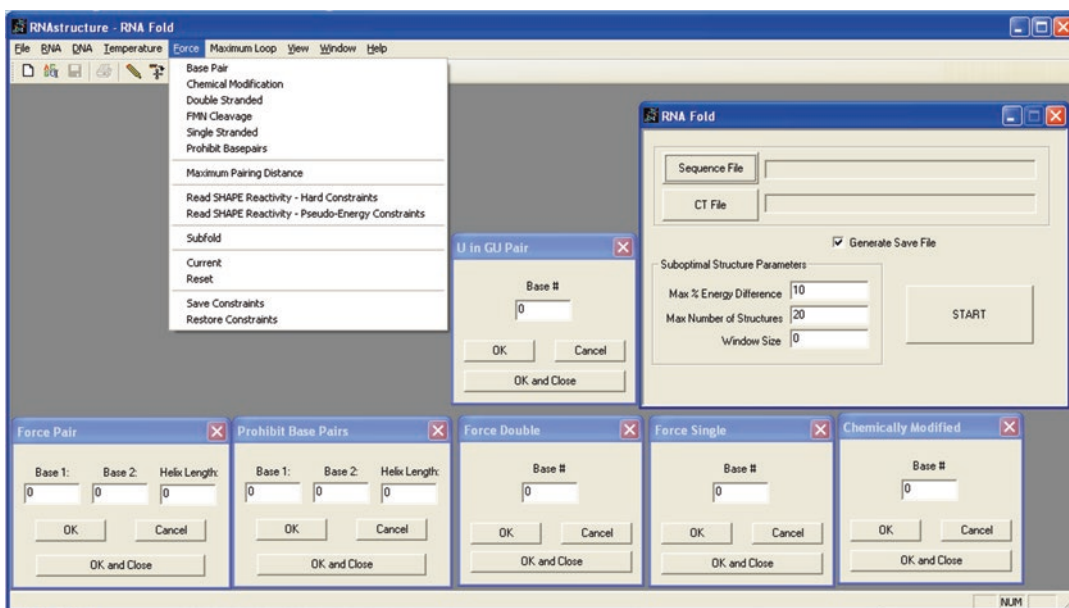 RNAstructure - RNA Fold
File RNA DNA Temperature Force Maximum Loop View Window Help
Base Pair
Chemical Modification
Double Stranded
FMN Cleavage
Single Stranded
Prohibit Basepairs
Maximum Pairing Distance
Read SHAPE Reactivity - Hard Constraints
Read SHAPE Reactivity - Pseudo-Energy Constraints
Subfold
Current
Reset
Save Constraints
Restore Constraints
RNA Fold
Sequence File
CT File
Generate Save File
Suboptimal Structure Parameters
Max % Energy Difference 10
Max Number of Structures 20
Window Size 0
START
U in GU Pair
Base #
0
OK Cancel
OK and Close
Force Pair
Base 1: Base 2: Helix Length:
0 0 0
OK Cancel
OK and Close
Prohibit Base Pairs
Base 1: Base 2: Helix Length:
0 0 0
OK Cancel
OK and Close
Force Double
Base #
0
OK Cancel
OK and Close
Force Single
Base #
0
OK Cancel
OK and Close
Chemically Modified
Base #
0
OK Cancel
OK and Close
NUM